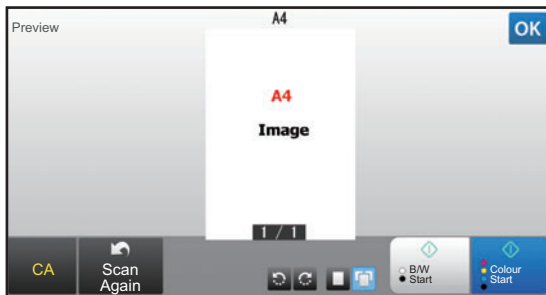 Preview
A4
OK
A4
Image
1 / 1
CA
Scan
Again
B/W
Start
Colour
Start